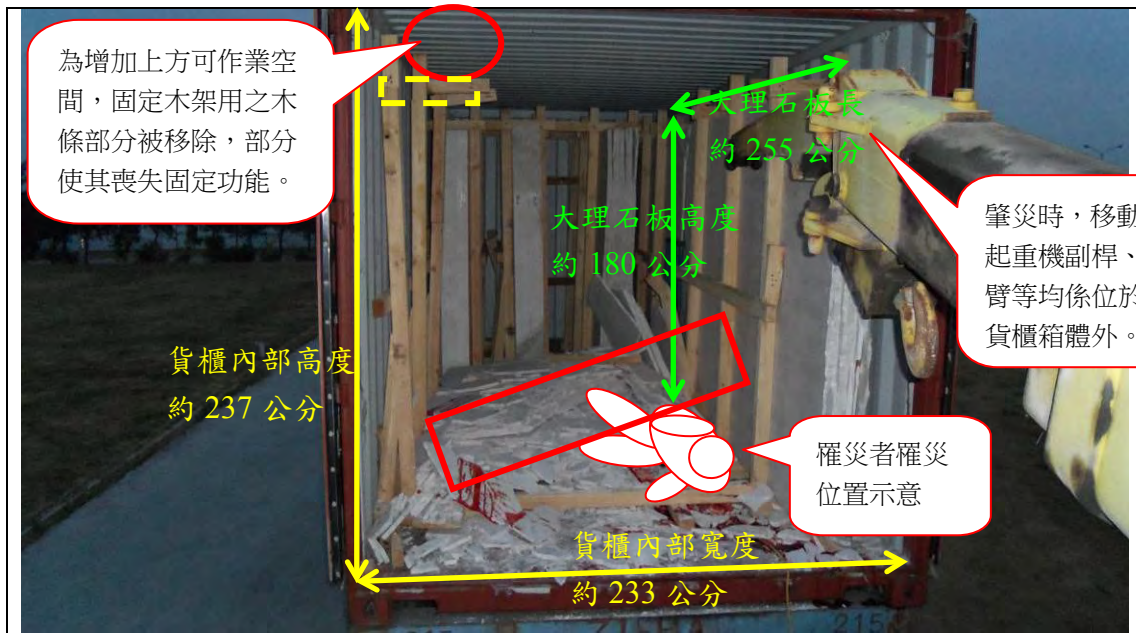 為增加上方可作業空
間，固定木架用之木
條部分被移除，部分
使其喪失固定功能。
大理石板長
約 255 公分
大理石板高度
約 180 公分
肇災時，移動
起重機副桿、
臂等均係位於
貨櫃箱體外。
貨櫃內部高度
約 237 公分
罹災者罹災
位置示意
貨櫃內部寬度
約 233 公分
215